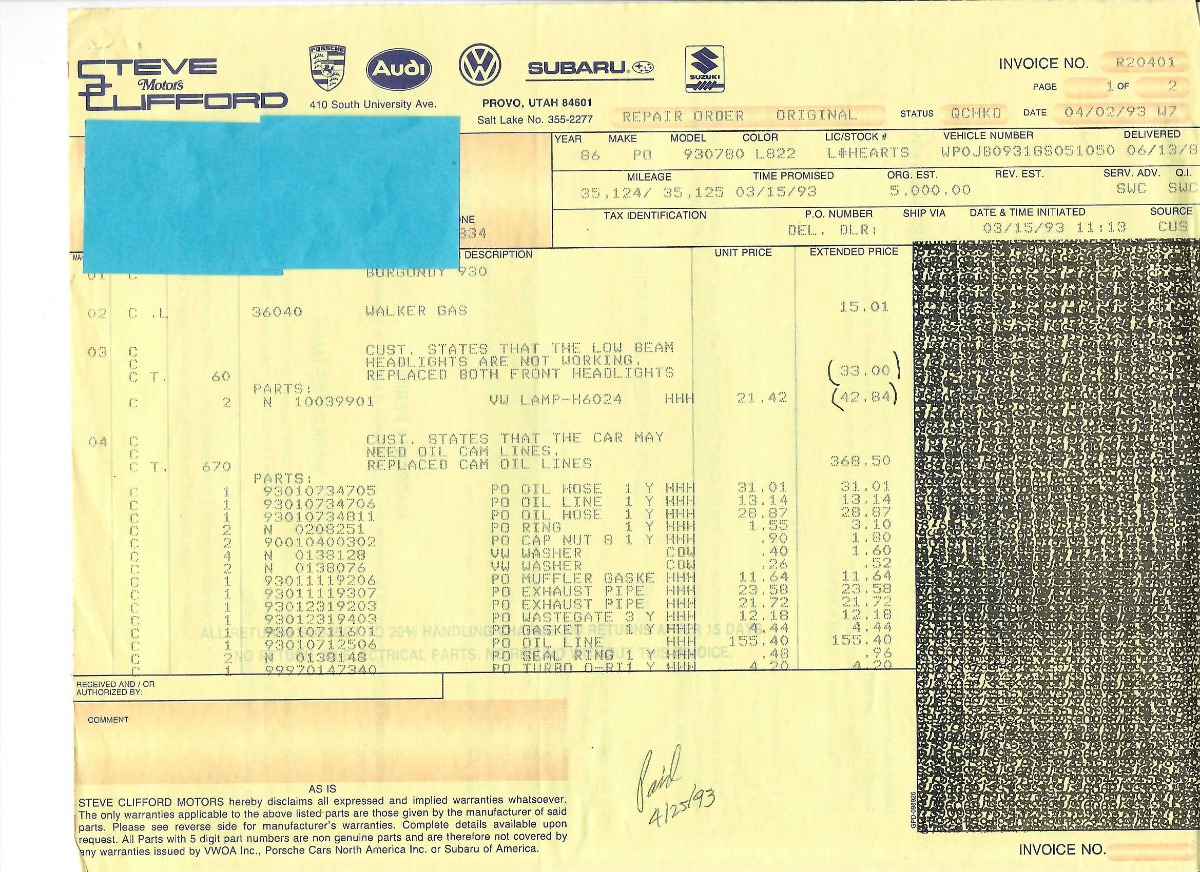 STEVE
Motors
CLIFFORD
PORSCHE
Audi
SUBARU
SUZUKI
410 South University Ave.
PROVO, UTAH 84601
Salt Lake No. 355-2277
INVOICE NO. R20401
PAGE 1 OF 2
REPAIR ORDER ORIGINAL STATUS QCHKD DATE 04/02/93 W7
YEAR MAKE MODEL COLOR LIC/STOCK # VEHICLE NUMBER DELIVERED
86 PO 930780 L822 L#HEARTS WP0JB0931GS051050 06/13/8
MILEAGE TIME PROMISED ORG. EST. REV. EST. SERV. ADV. Q.I.
35,124/ 35,125 03/15/93 5,000.00 SWC SWC
TAX IDENTIFICATION P.O. NUMBER SHIP VIA DATE & TIME INITIATED SOURCE
DEL. DLR: 03/15/93 11:13 CUS
NE
334
DESCRIPTION UNIT PRICE EXTENDED PRICE
01 C BURGUNDY 930
02 C .L 36040 WALKER GAS 15.01
03 C CUST. STATES THAT THE LOW BEAM
C HEADLIGHTS ARE NOT WORKING.
C T. 60 REPLACED BOTH FRONT HEADLIGHTS (33.00)
PARTS:
C 2 N 10039901 VW LAMP-H6024 HHH 21.42 (42.84)
04 C CUST. STATES THAT THE CAR MAY
C NEED OIL CAM LINES.
C T. 670 REPLACED CAM OIL LINES 368.50
PARTS:
C 1 93010734705 PO OIL HOSE 1 Y HHH 31.01 31.01
C 1 93010734706 PO OIL LINE 1 Y HHH 13.14 13.14
C 1 93010734811 PO OIL HOSE 1 Y HHH 28.87 28.87
C 2 N 0208251 PO RING 1 Y HHH 1.55 3.10
C 2 90010400302 PO CAP NUT 8 1 Y HHH .90 1.80
C 4 N 0138128 VW WASHER COW .40 1.60
C 2 N 0138076 VW WASHER COW .26 .52
C 1 93011119206 PO MUFFLER GASKE HHH 11.64 11.64
C 1 93011119307 PO EXHAUST PIPE HHH 23.58 23.58
C 1 93012319203 PO EXHAUST PIPE HHH 21.72 21.72
C 1 93012319403 PO WASTEGATE 3 Y HHH 12.18 12.18
C 1 93010711601 PO GASKET 1 Y HHH 4.44 4.44
C 1 93010712506 PO OIL LINE HHH 155.40 155.40
C 2 N 0138148 PO SEAL RING 1 Y HHH .48 .96
C 1 99970147340 PO TURBO O-RI1 Y HHH 4.20 4.20
RECEIVED AND / OR
AUTHORIZED BY:
COMMENT
Paid
4/25/93
AS IS
STEVE CLIFFORD MOTORS hereby disclaims all expressed and implied warranties whatsoever.
The only warranties applicable to the above listed parts are those given by the manufacturer of said
parts. Please see reverse side for manufacturer's warranties. Complete details available upon
request. All Parts with 5 digit part numbers are non genuine parts and are therefore not covered by
any warranties issued by VWOA Inc., Porsche Cars North America Inc. or Subaru of America.
INVOICE NO.